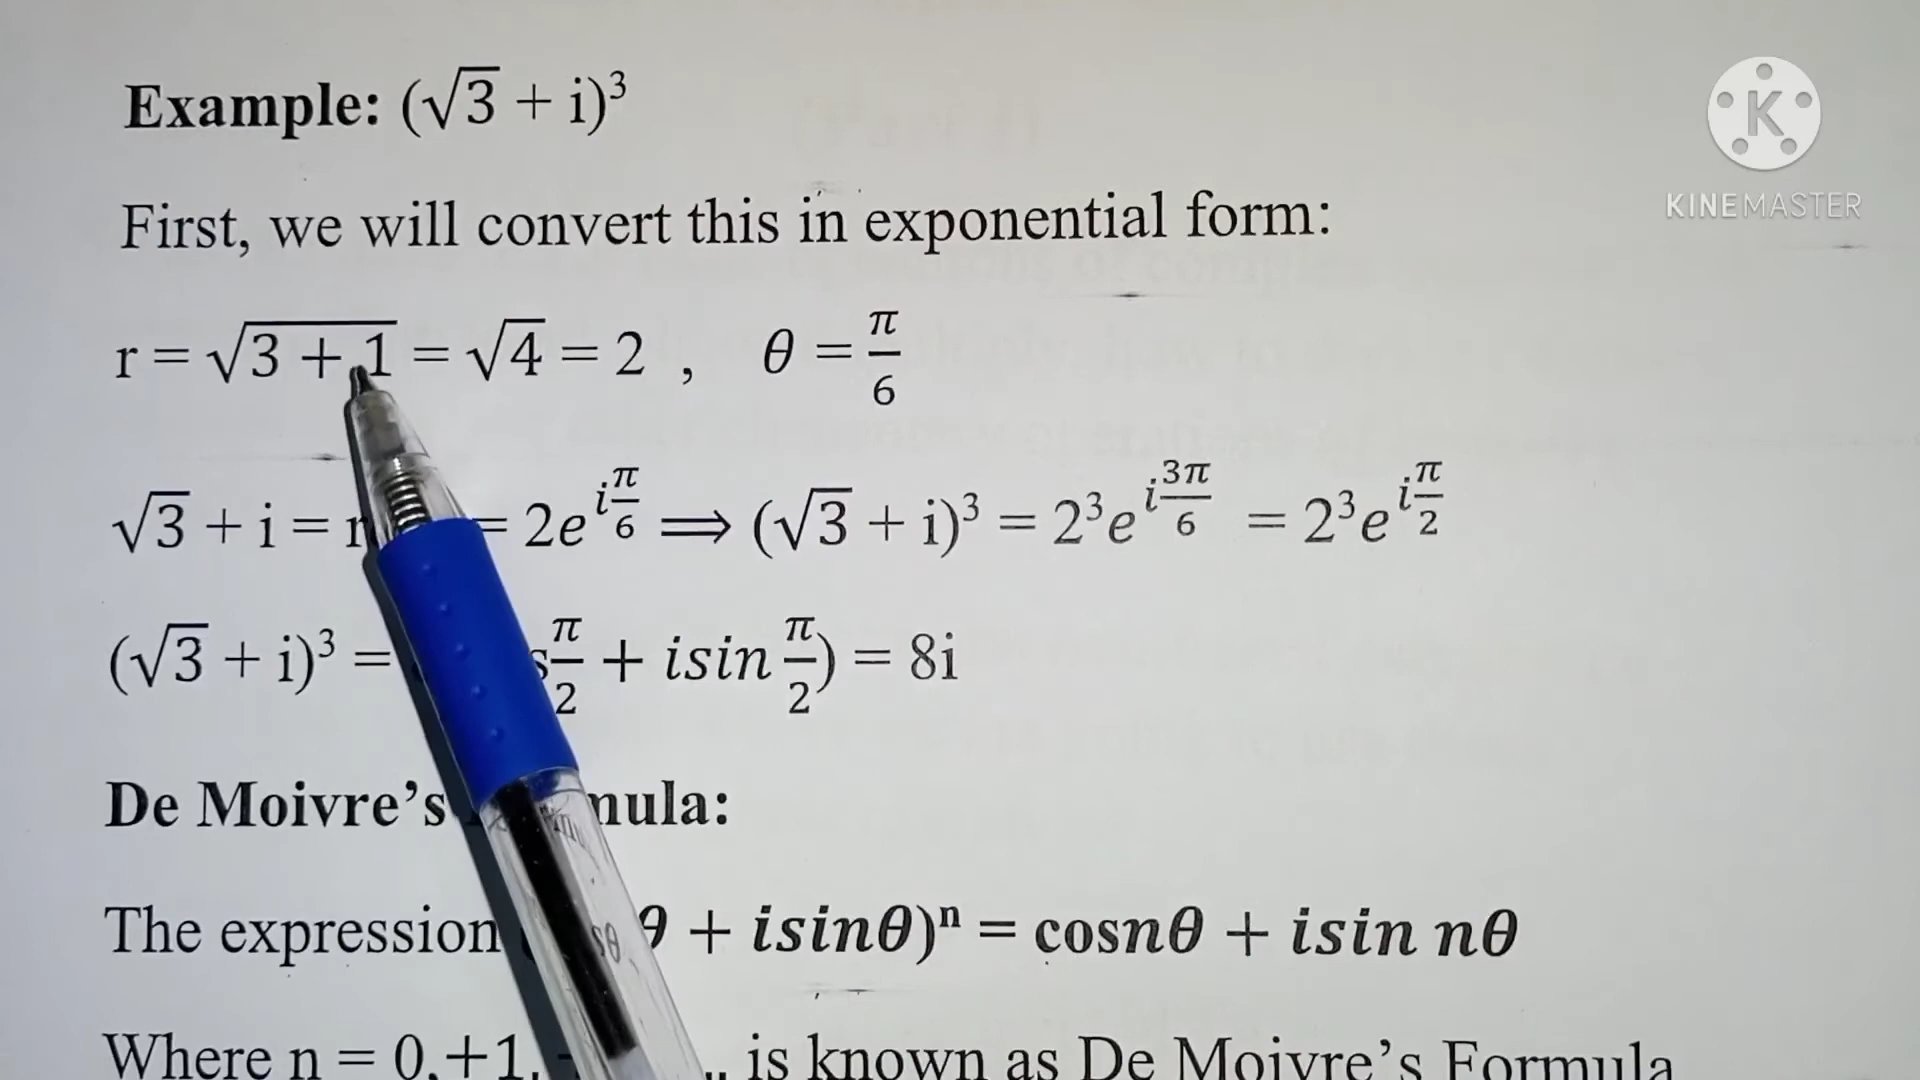 Example: (√3 + i)³
KINEMASTER
First, we will convert this in exponential form:
r = √(3 + 1) = √4 = 2 , θ = π/6
√3 + i = r = 2e^(iπ/6) ⟹ (√3 + i)³ = 2³e^(i3π/6) = 2³e^(iπ/2)
(√3 + i)³ = s π/2 + isin π/2) = 8i
De Moivre's mula:
The expression θ + isinθ)ⁿ = cosnθ + isin nθ
Where n = 0,+1, .. is known as De Moivre's Formula